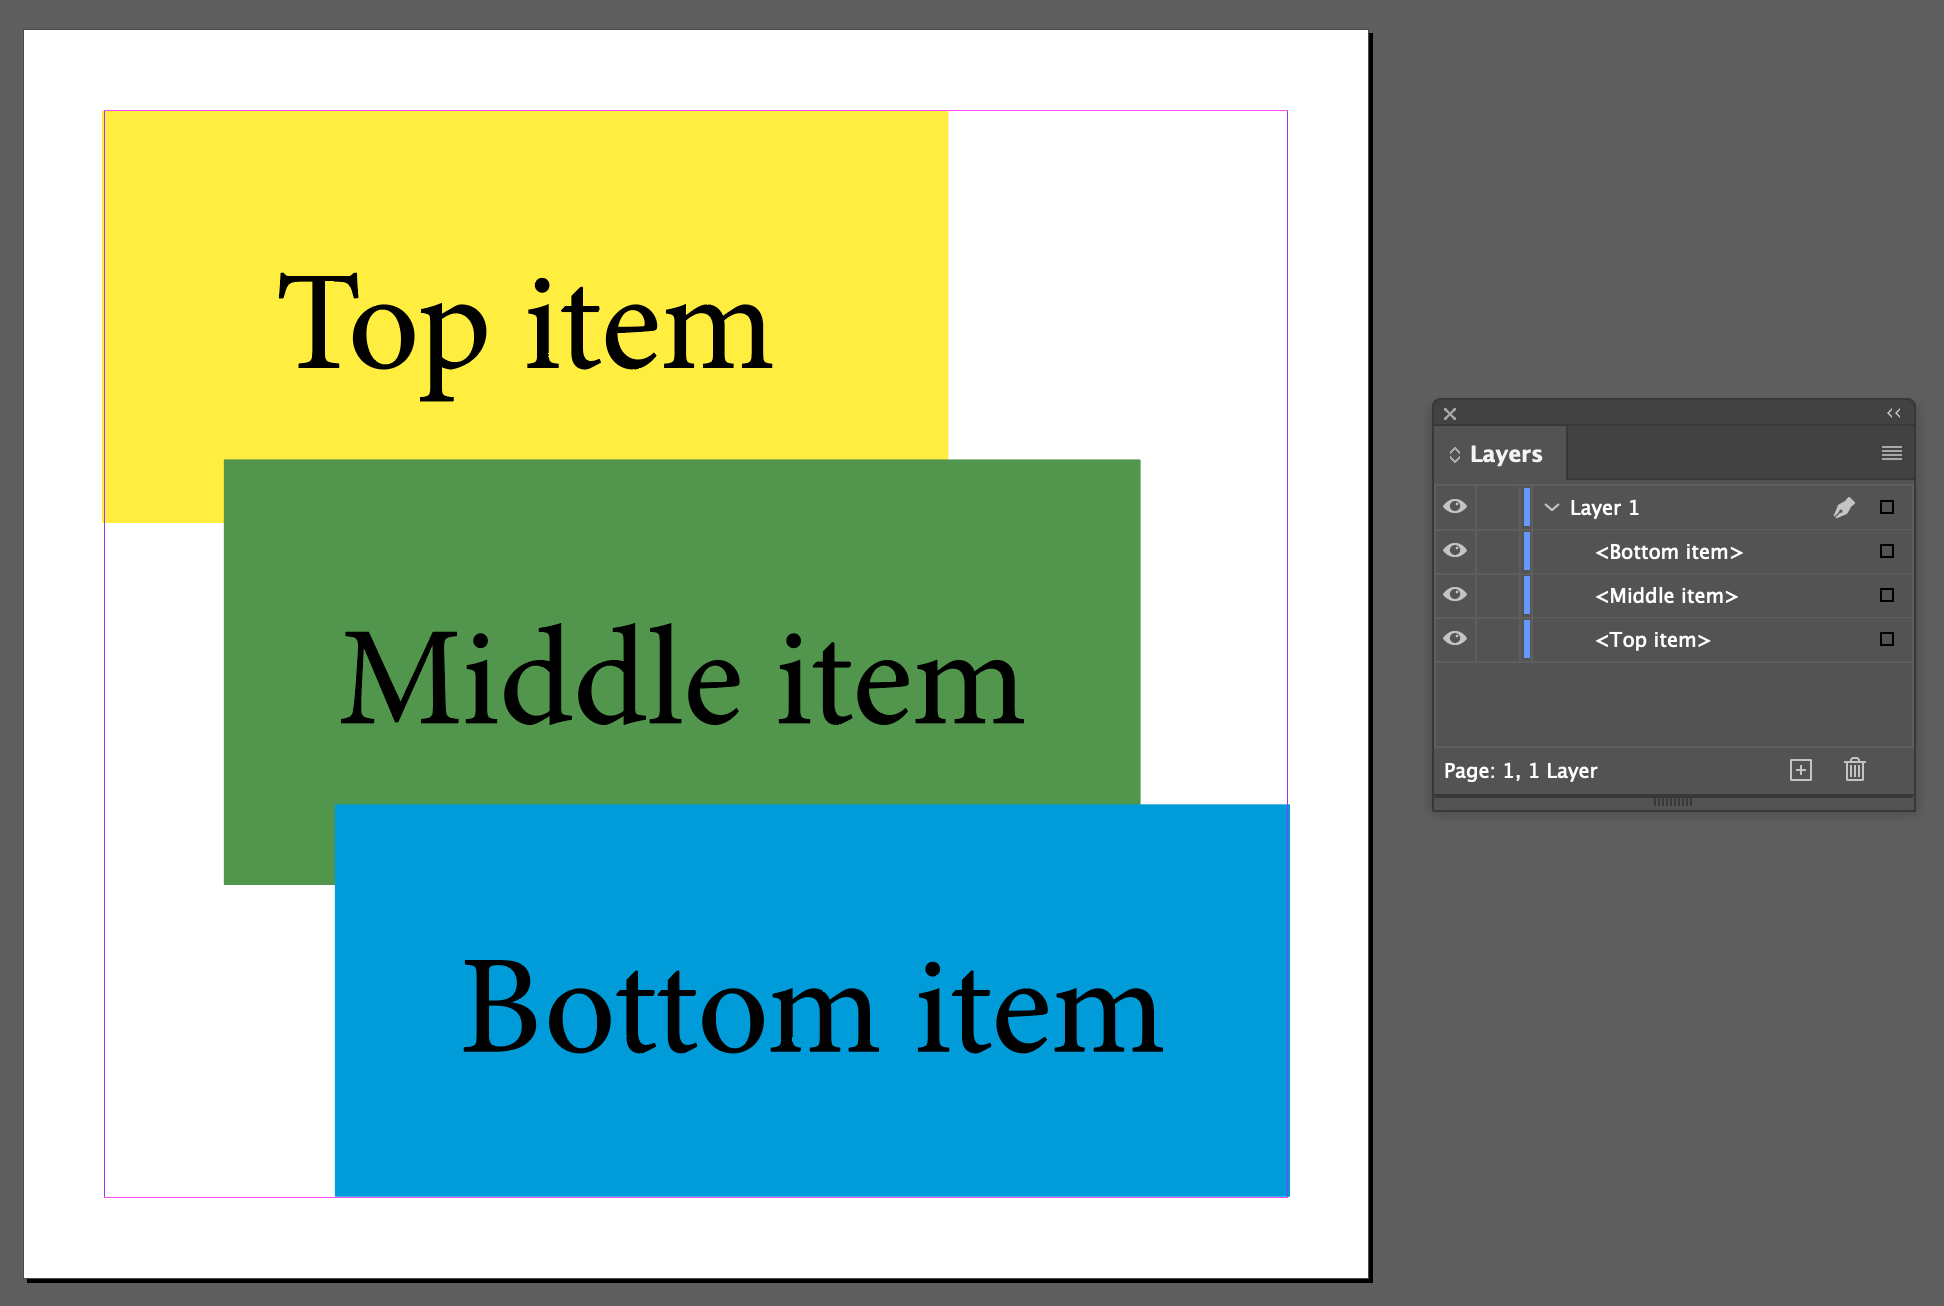 Top item
Middle item
Bottom item
Layers
Layer 1
<Bottom item>
<Middle item>
<Top item>
Page: 1, 1 Layer